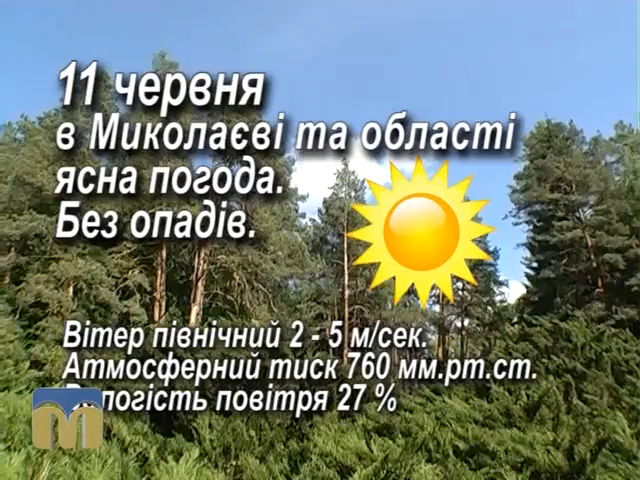 11 червня
в Миколаєві та області
ясна погода.
Без опадів.
Вітер північний 2 - 5 м/сек.
Атмосферний тиск 760 мм.рт.ст.
Вологість повітря 27 %
М